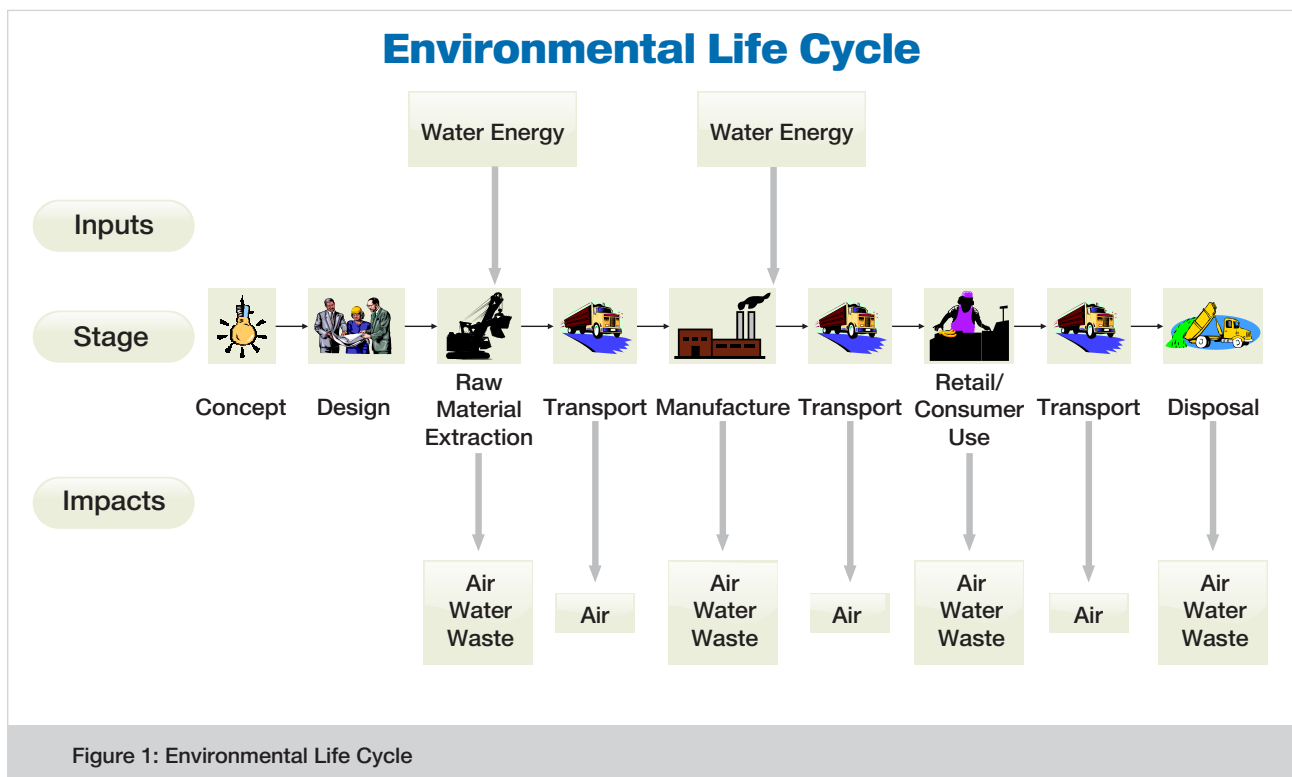 Environmental Life Cycle
Water Energy
Water Energy
Inputs
Stage
Concept
Design
Raw
Material
Extraction
Transport
Manufacture
Transport
Retail/
Consumer
Use
Transport
Disposal
Impacts
Air
Water
Waste
Air
Air
Water
Waste
Air
Air
Water
Waste
Air
Air
Water
Waste
Figure 1: Environmental Life Cycle